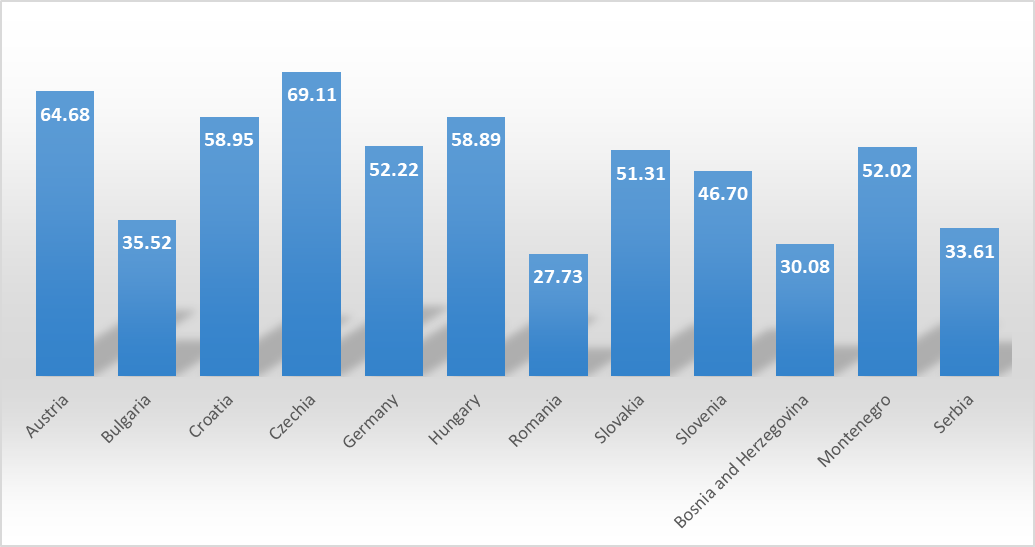 64.68
35.52
58.95
69.11
52.22
58.89
27.73
51.31
46.70
30.08
52.02
33.61
Austria
Bulgaria
Croatia
Czechia
Germany
Hungary
Romania
Slovakia
Slovenia
Bosnia and Herzegovina
Montenegro
Serbia